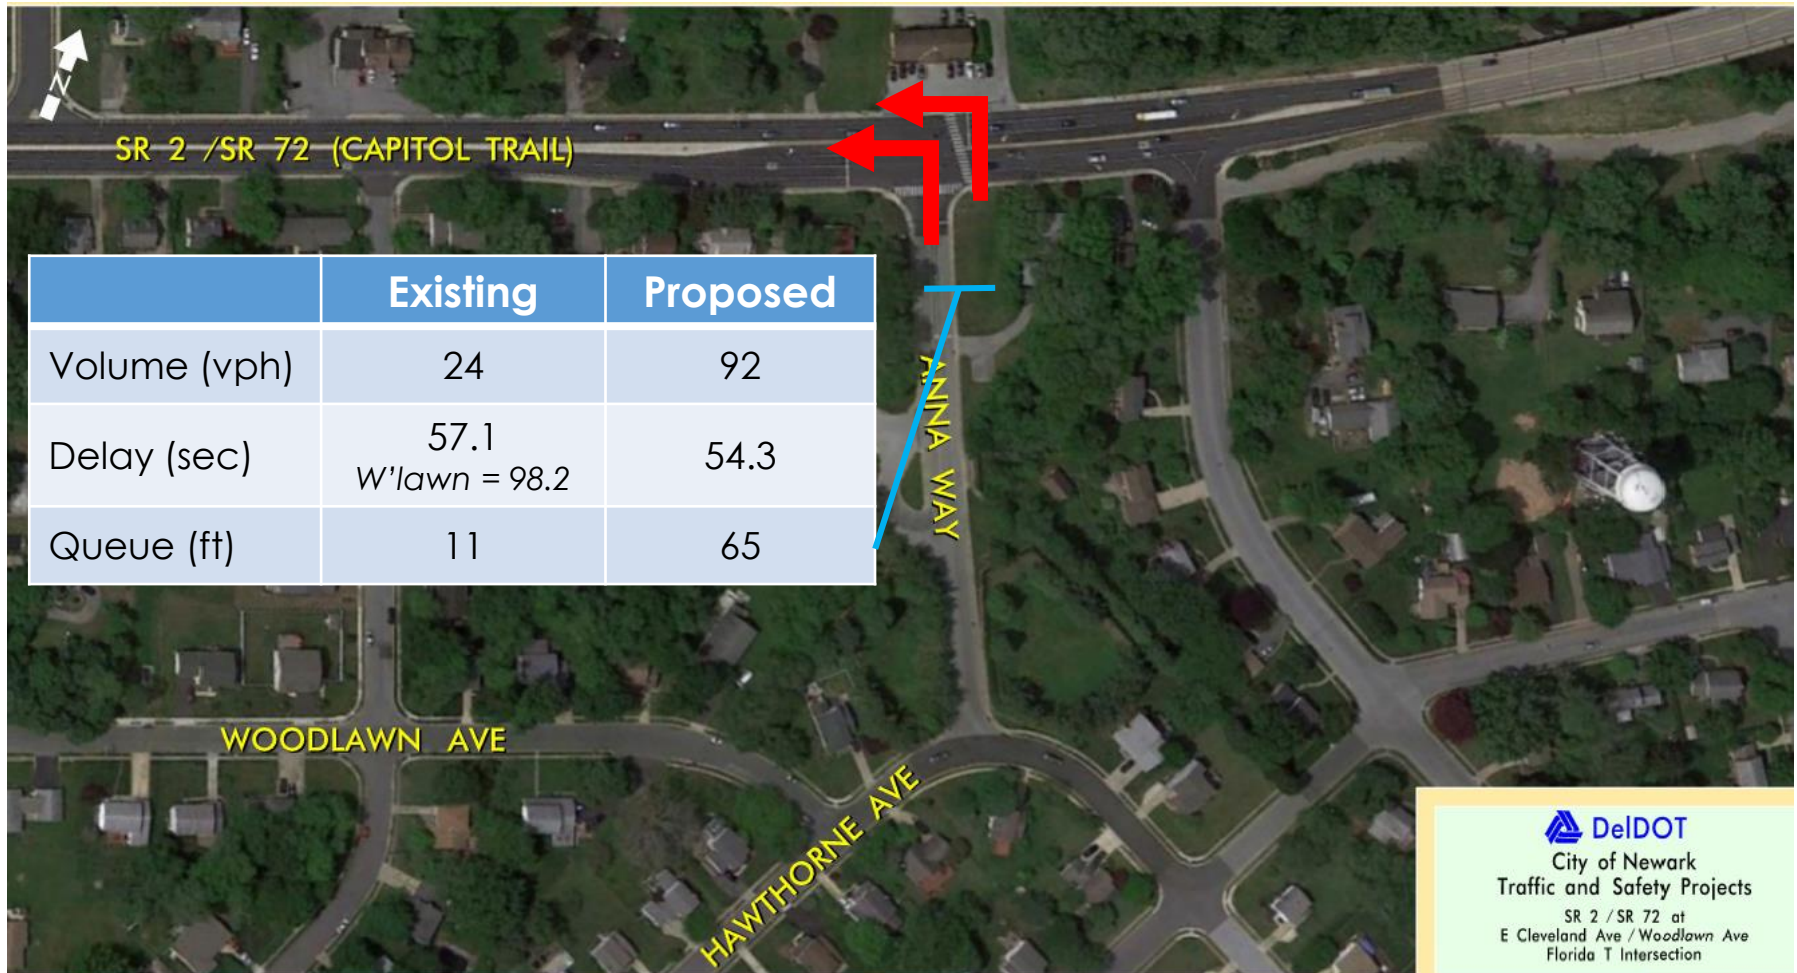 N
SR 2 /SR 72 (CAPITOL TRAIL)
Existing Proposed
Volume (vph) 24 92
Delay (sec) 57.1 54.3
W'lawn = 98.2
Queue (ft) 11 65
ANNA WAY
WOODLAWN AVE
HAWTHORNE AVE
DelDOT
City of Newark
Traffic and Safety Projects
SR 2 / SR 72 at
E Cleveland Ave / Woodlawn Ave
Florida T Intersection